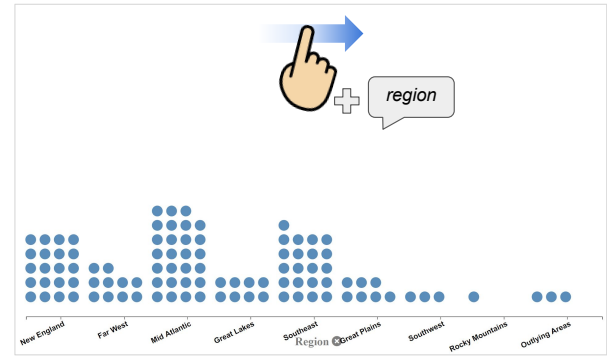 region
New England
Far West
Mid Atlantic
Great Lakes
Southeast
Great Plains
Southwest
Rocky Mountains
Outlying Areas
Region